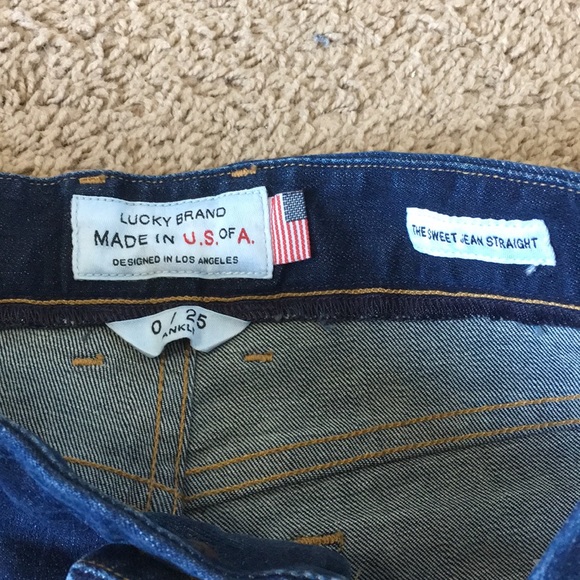 LUCKY BRAND
MADE IN U.S. OF A.
DESIGNED IN LOS ANGELES
THE SWEET JEAN STRAIGHT
0 / 25
ANKLE